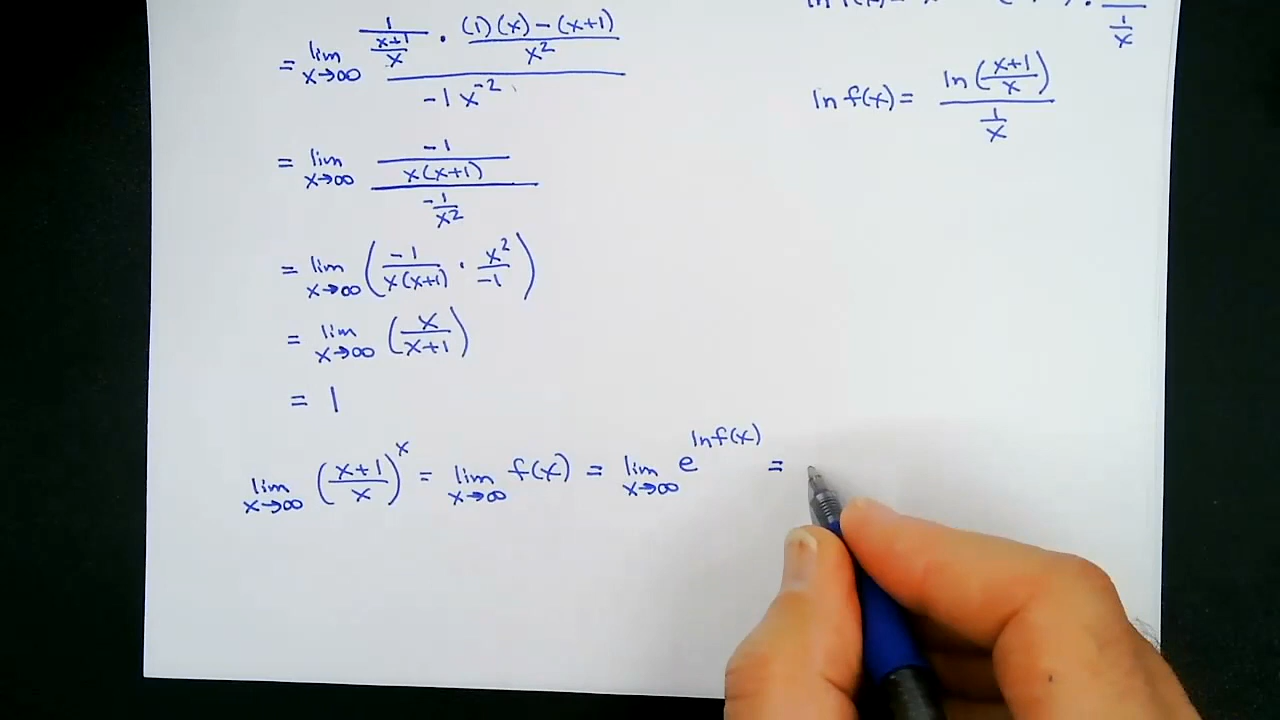 = lim x→∞ (1/((x+1)/x) · ((1)(x) − (x+1))/x²)/(−1x⁻²)
= lim x→∞ (−1/(x(x+1)))/(−1/x²)
= lim x→∞ (−1/(x(x+1)) · x²/−1)
= lim x→∞ (x/(x+1))
= 1
lim x→∞ ((x+1)/x)ˣ = lim x→∞ f(x) = lim x→∞ e^(ln f(x)) =
1/x
ln f(x) = ln((x+1)/x)/(1/x)